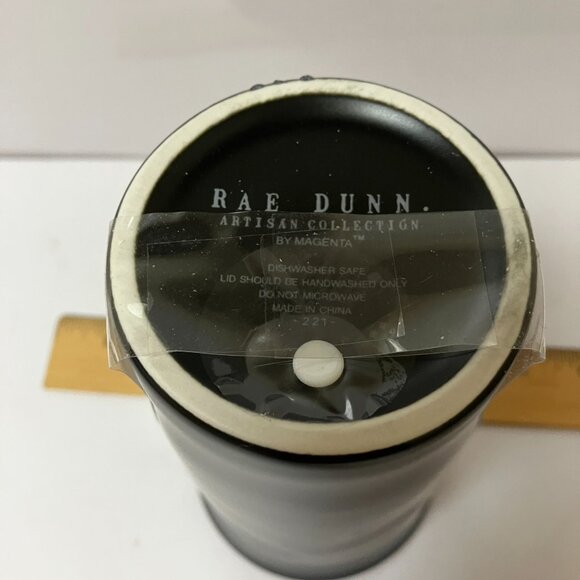 RAE DUNN.
ARTISAN COLLECTION
BY MAGENTA™
DISHWASHER SAFE
LID SHOULD BE HANDWASHED ONLY
DO NOT MICROWAVE
MADE IN CHINA
-221-